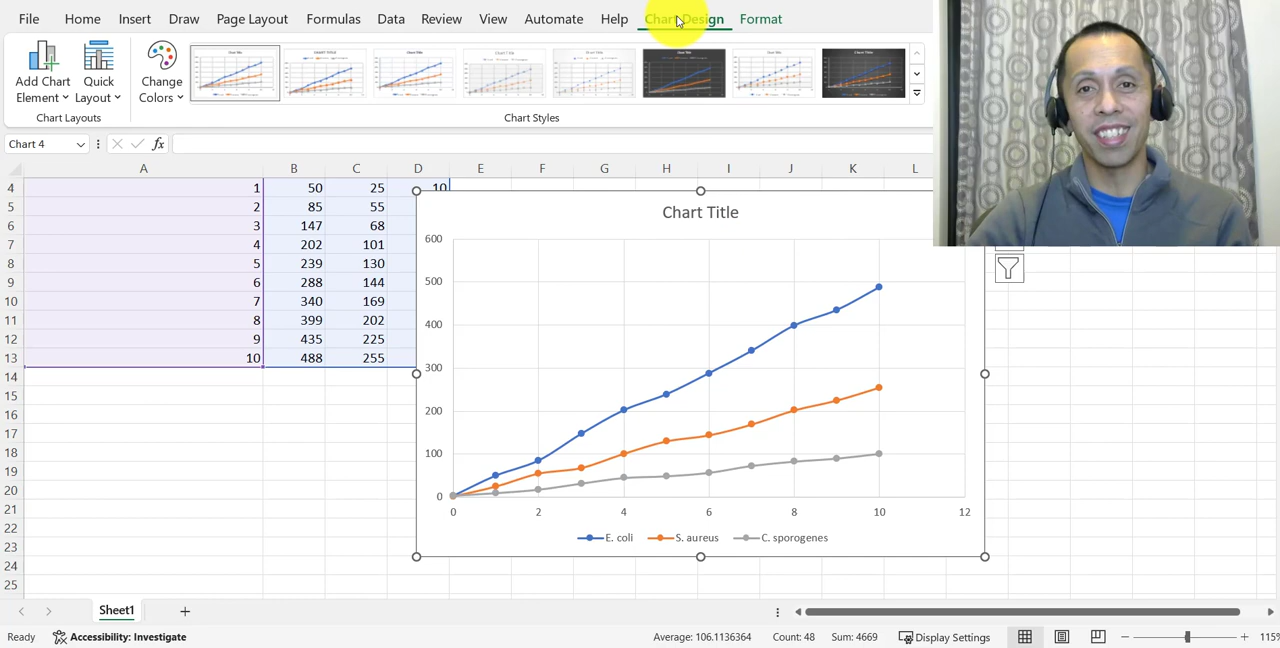 File Home Insert Draw Page Layout Formulas Data Review View Automate Help Chart Design Format
Add Chart Element
Quick Layout
Change Colors
Chart Layouts
Chart Styles
Chart 4
fx
A B C D E F G H I J K L
4 1 50 25 10
5 2 85 55
6 3 147 68
7 4 202 101
8 5 239 130
9 6 288 144
10 7 340 169
11 8 399 202
12 9 435 225
13 10 488 255
14
15
16
17
18
19
20
21
22
23
24
25
Chart Title
600
500
400
300
200
100
0
0 2 4 6 8 10 12
E. coli S. aureus C. sporogenes
Sheet1
Ready Accessibility: Investigate Average: 106.1136364 Count: 48 Sum: 4669 Display Settings 115%